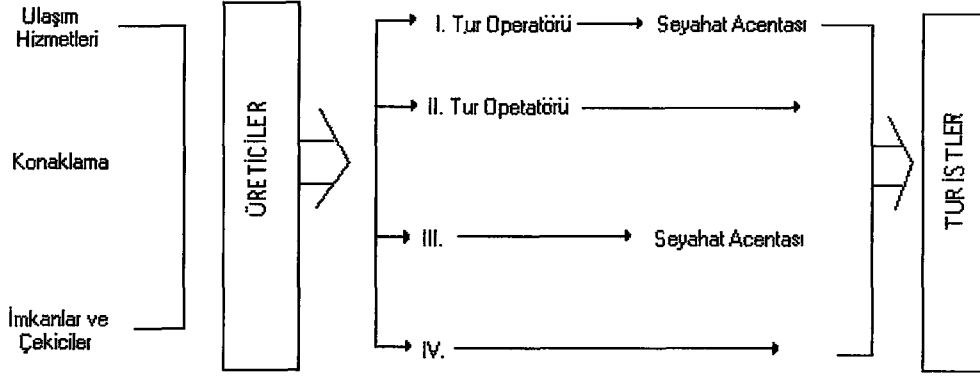 Ulaşım
Hizmetleri
Konaklama
İmkanlar ve
Çekiciler
ÜRETİCİLER
I. Tur Operatörü
Seyahat Acentası
II. Tur Opetatörü
III.
Seyahat Acentası
IV.
TURİSTLER